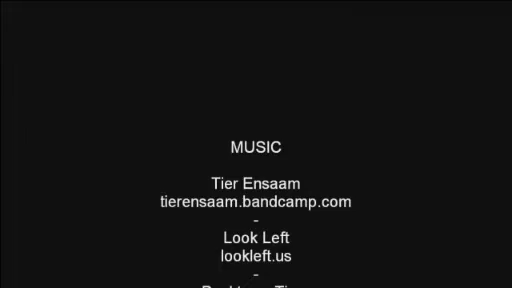 MUSIC
Tier Ensaam
tierensaam.bandcamp.com
-
Look Left
lookleft.us
-